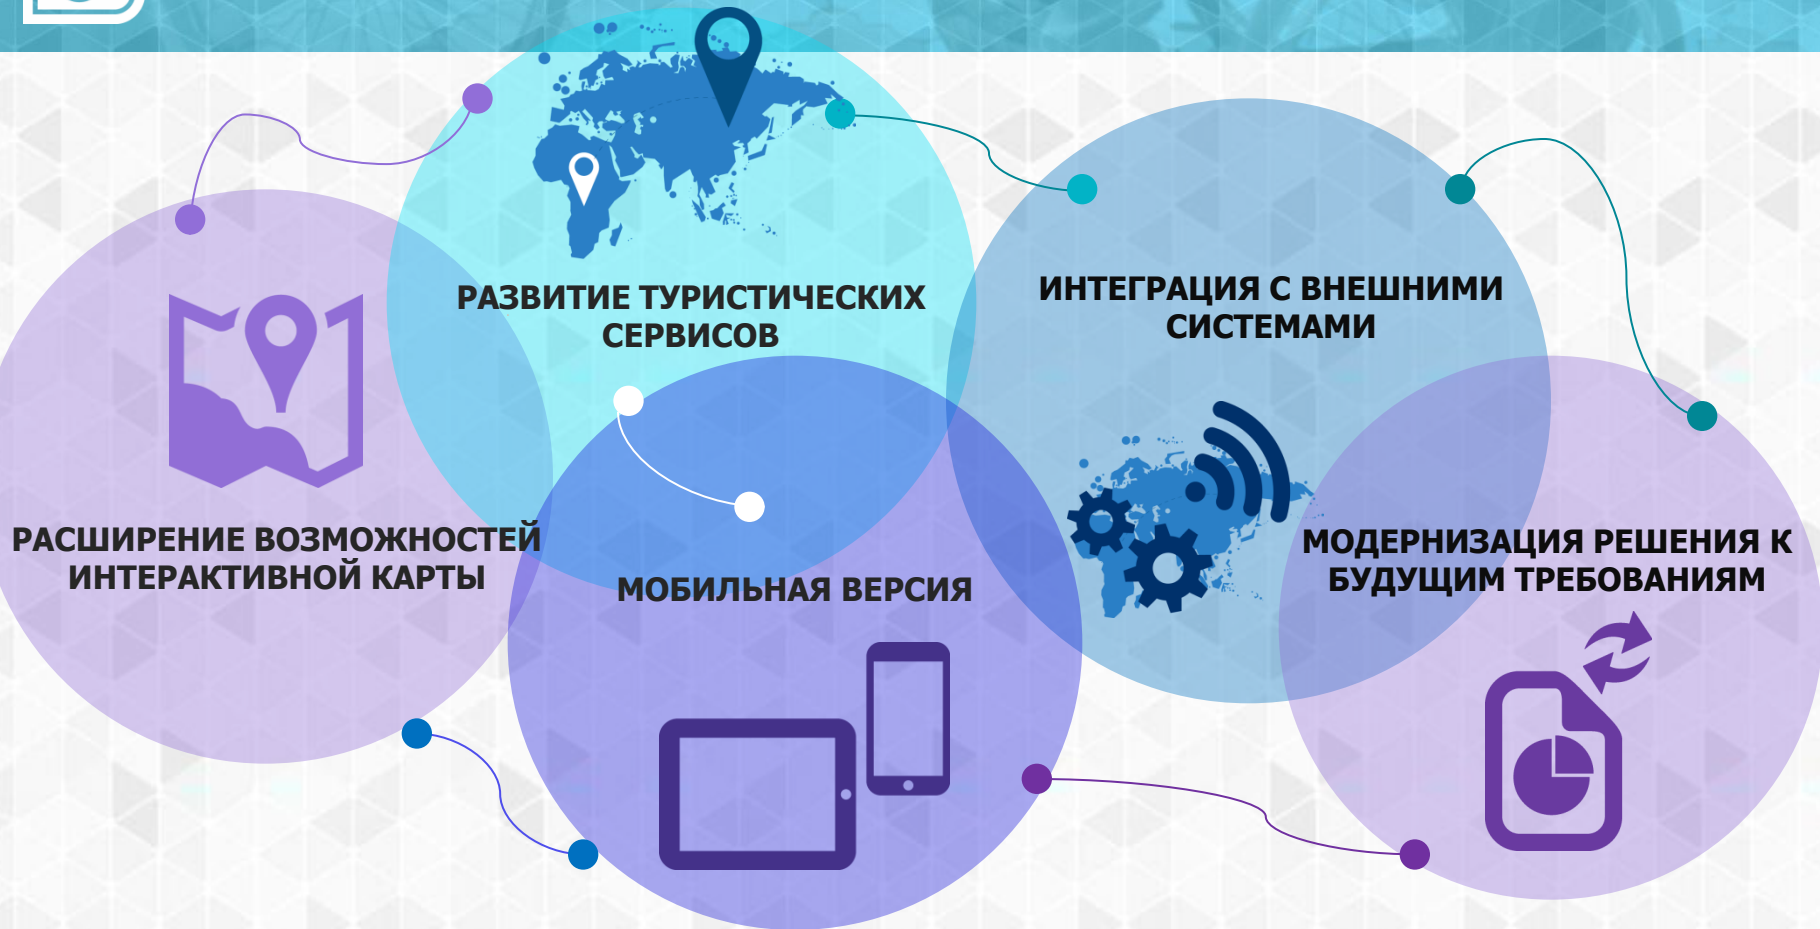 РАЗВИТИЕ ТУРИСТИЧЕСКИХ
СЕРВИСОВ
ИНТЕГРАЦИЯ С ВНЕШНИМИ
СИСТЕМАМИ
РАСШИРЕНИЕ ВОЗМОЖНОСТЕЙ
ИНТЕРАКТИВНОЙ КАРТЫ
МОБИЛЬНАЯ ВЕРСИЯ
МОДЕРНИЗАЦИЯ РЕШЕНИЯ К
БУДУЩИМ ТРЕБОВАНИЯМ